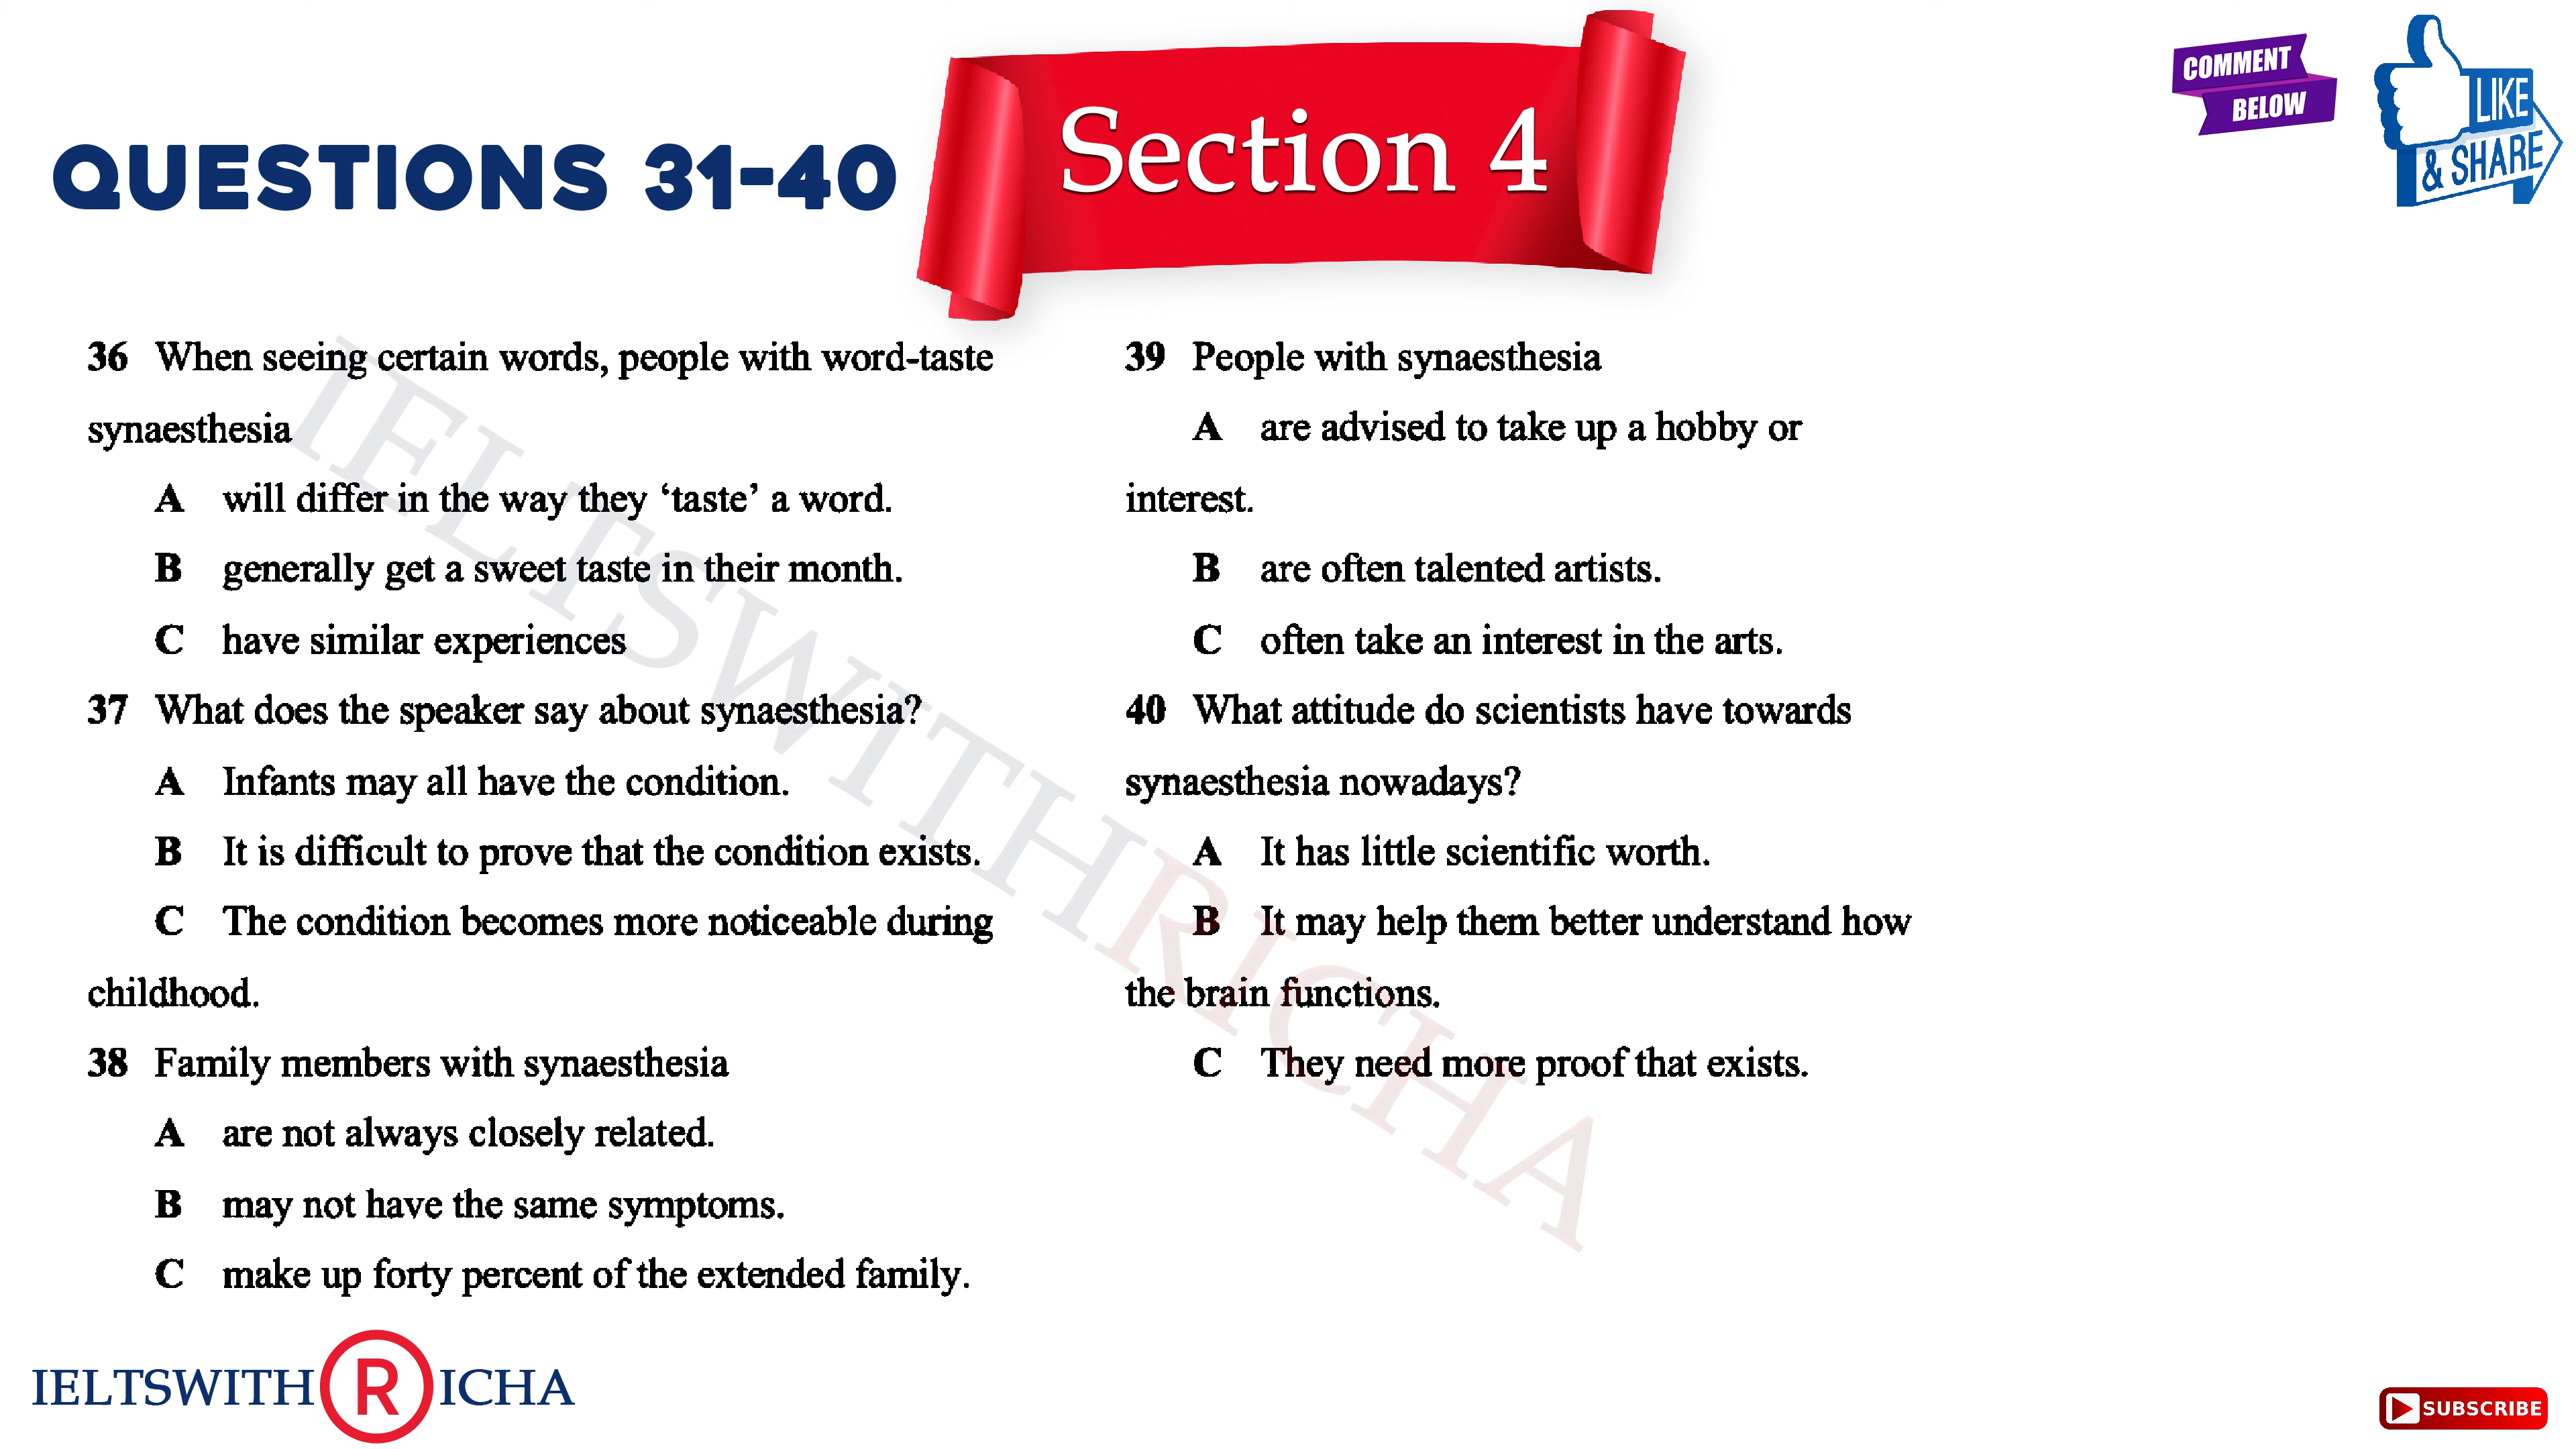 QUESTIONS 31-40
Section 4
COMMENT
BELOW
LIKE
& SHARE
36 When seeing certain words, people with word-taste
synaesthesia
A will differ in the way they ‘taste’ a word.
B generally get a sweet taste in their month.
C have similar experiences
37 What does the speaker say about synaesthesia?
A Infants may all have the condition.
B It is difficult to prove that the condition exists.
C The condition becomes more noticeable during
childhood.
38 Family members with synaesthesia
A are not always closely related.
B may not have the same symptoms.
C make up forty percent of the extended family.
39 People with synaesthesia
A are advised to take up a hobby or
interest.
B are often talented artists.
C often take an interest in the arts.
40 What attitude do scientists have towards
synaesthesia nowadays?
A It has little scientific worth.
B It may help them better understand how
the brain functions.
C They need more proof that exists.
IELTSWITHRICHA
IELTSWITHRICHA
SUBSCRIBE